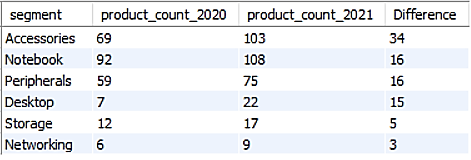 segment product_count_2020 product_count_2021 Difference
Accessories 69 103 34
Notebook 92 108 16
Peripherals 59 75 16
Desktop 7 22 15
Storage 12 17 5
Networking 6 9 3